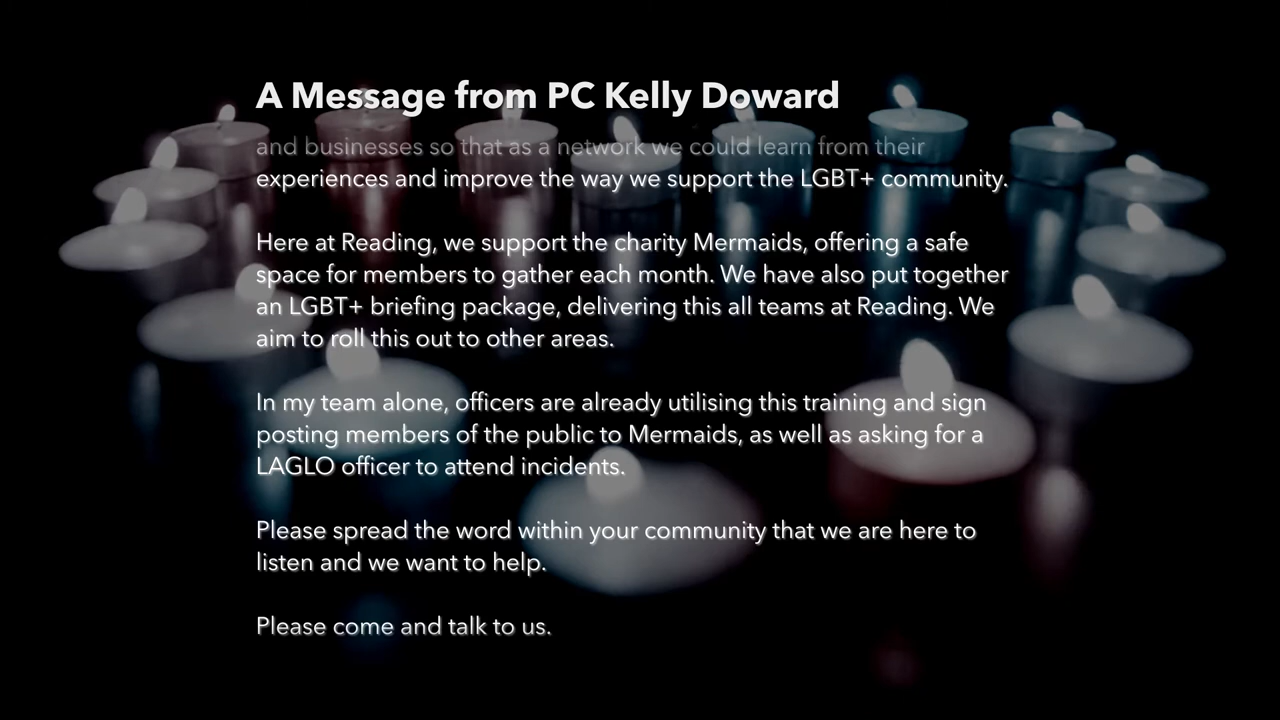 A Message from PC Kelly Doward
and businesses so that as a network we could learn from their
experiences and improve the way we support the LGBT+ community.
Here at Reading, we support the charity Mermaids, offering a safe
space for members to gather each month. We have also put together
an LGBT+ briefing package, delivering this all teams at Reading. We
aim to roll this out to other areas.
In my team alone, officers are already utilising this training and sign
posting members of the public to Mermaids, as well as asking for a
LAGLO officer to attend incidents.
Please spread the word within your community that we are here to
listen and we want to help.
Please come and talk to us.